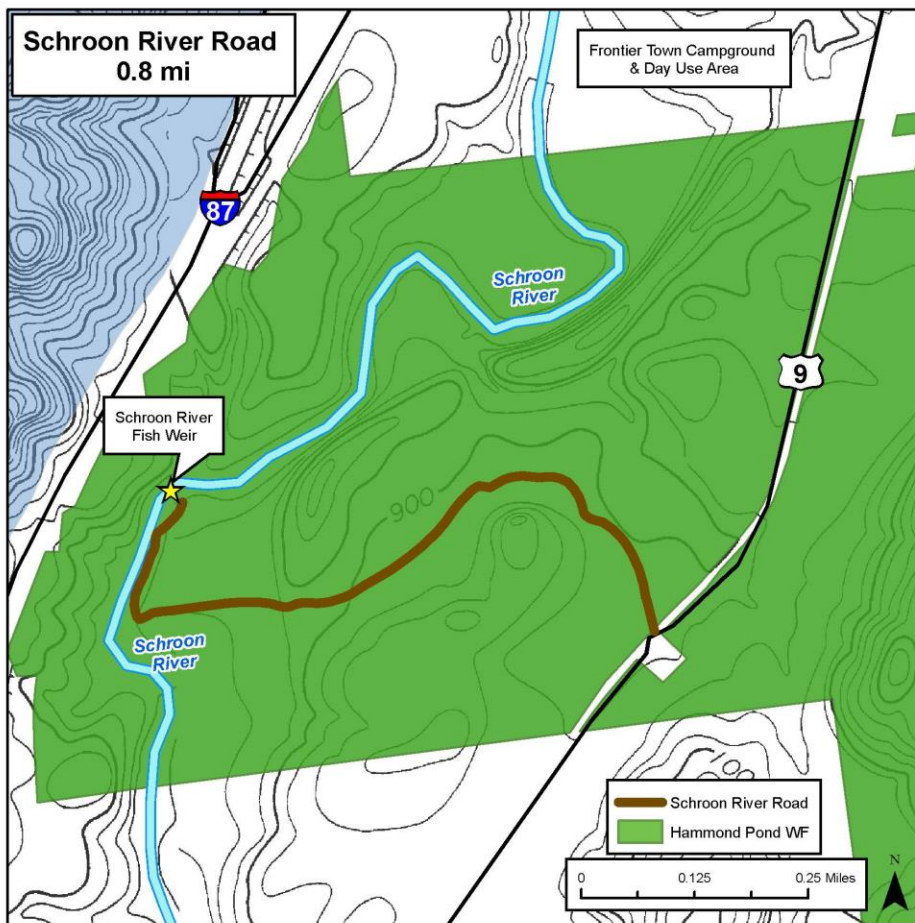 Schroon River Road
0.8 mi
Frontier Town Campground
& Day Use Area
87
Schroon
River
9
Schroon River
Fish Weir
900
Schroon
River
Schroon River Road
Hammond Pond WF
N
0 0.125 0.25 Miles